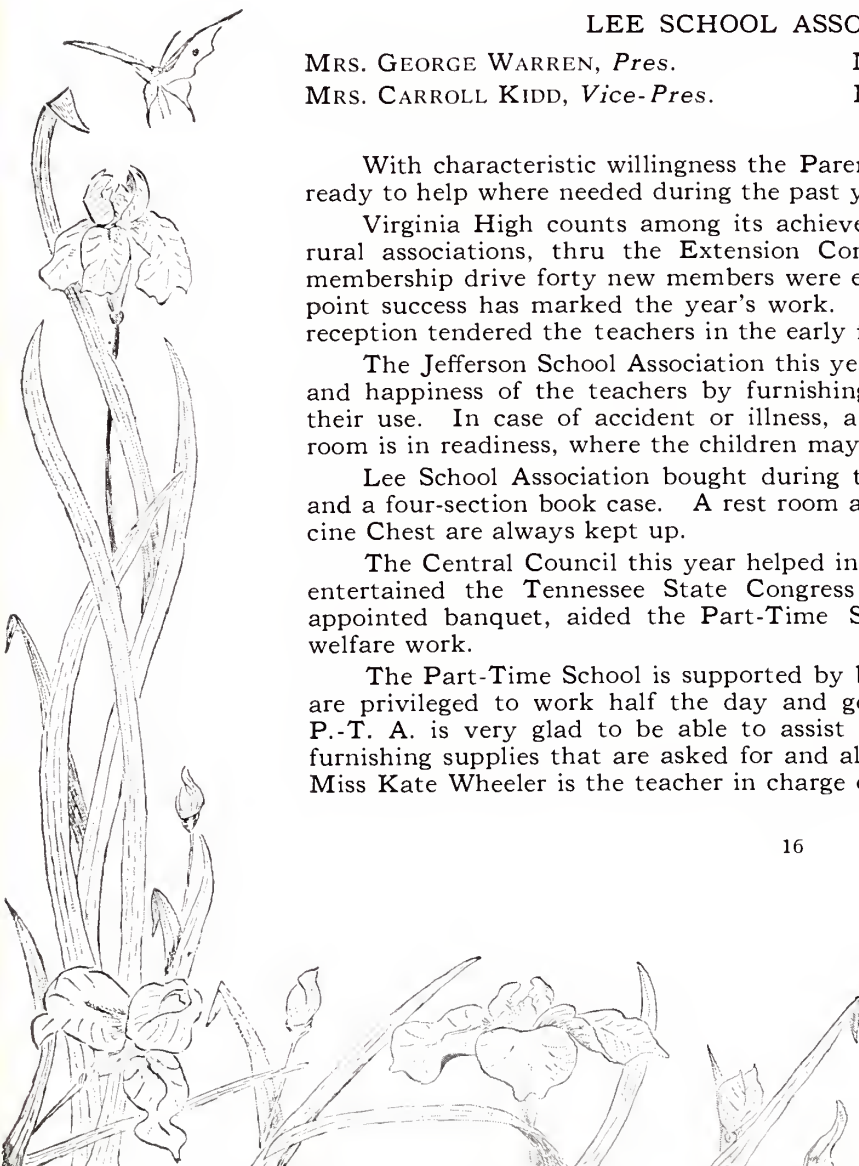 LEE SCHOOL ASSO
MRS. GEORGE WARREN, Pres.
MRS. CARROLL KIDD, Vice-Pres.
With characteristic willingness the Paren
ready to help where needed during the past y
Virginia High counts among its achieve
rural associations, thru the Extension Co
membership drive forty new members were e
point success has marked the year's work.
reception tendered the teachers in the early
The Jefferson School Association this ye
and happiness of the teachers by furnishing
their use. In case of accident or illness, a
room is in readiness, where the children may
Lee School Association bought during t
and a four-section book case. A rest room a
cine Chest are always kept up.
The Central Council this year helped in
entertained the Tennessee State Congress
appointed banquet, aided the Part-Time S
welfare work.
The Part-Time School is supported by
are privileged to work half the day and g
P.-T. A. is very glad to be able to assist
furnishing supplies that are asked for and al
Miss Kate Wheeler is the teacher in charge
16